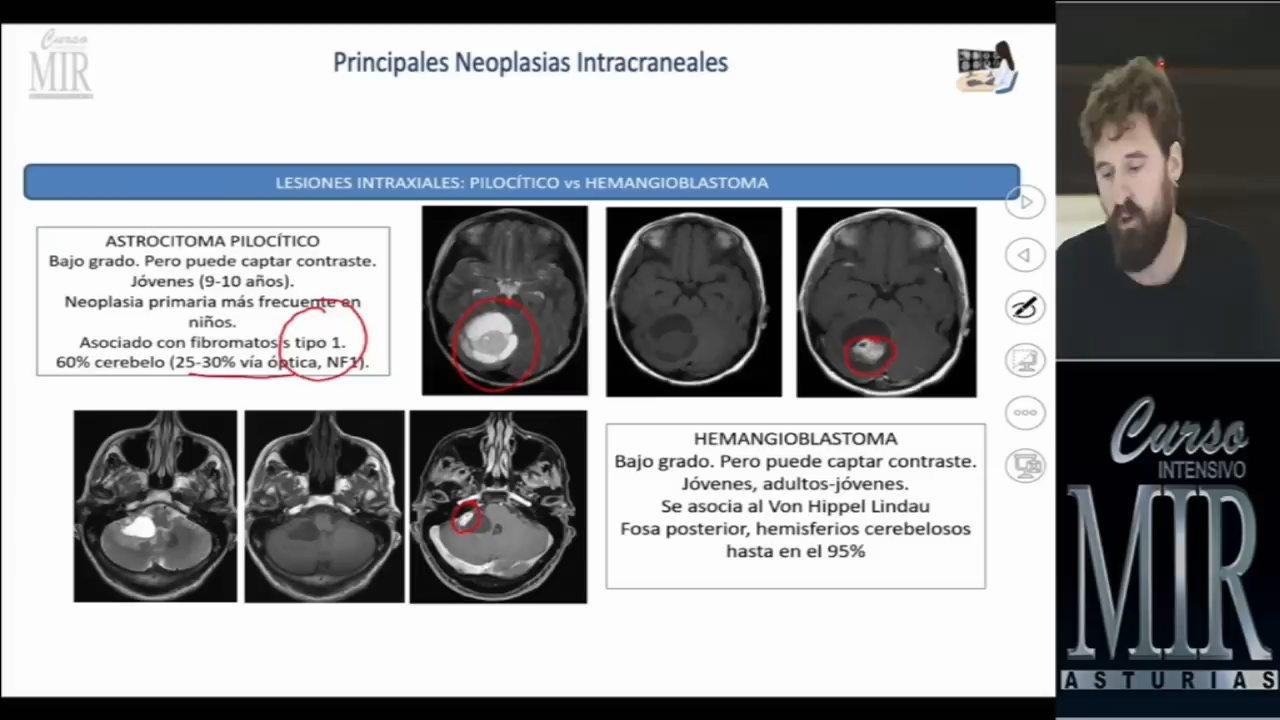 Curso
MIR
Principales Neoplasias Intracraneales
LESIONES INTRAXIALES: PILOCÍTICO vs HEMANGIOBLASTOMA
ASTROCITOMA PILOCÍTICO
Bajo grado. Pero puede captar contraste.
Jóvenes (9-10 años).
Neoplasia primaria más frecuente en
niños.
Asociado con fibromatosis tipo 1.
60% cerebelo (25-30% vía óptica, NF1).
HEMANGIOBLASTOMA
Bajo grado. Pero puede captar contraste.
Jóvenes, adultos-jóvenes.
Se asocia al Von Hippel Lindau
Fosa posterior, hemisferios cerebelosos
hasta en el 95%
Curso
INTENSIVO
MIR
ASTURIAS